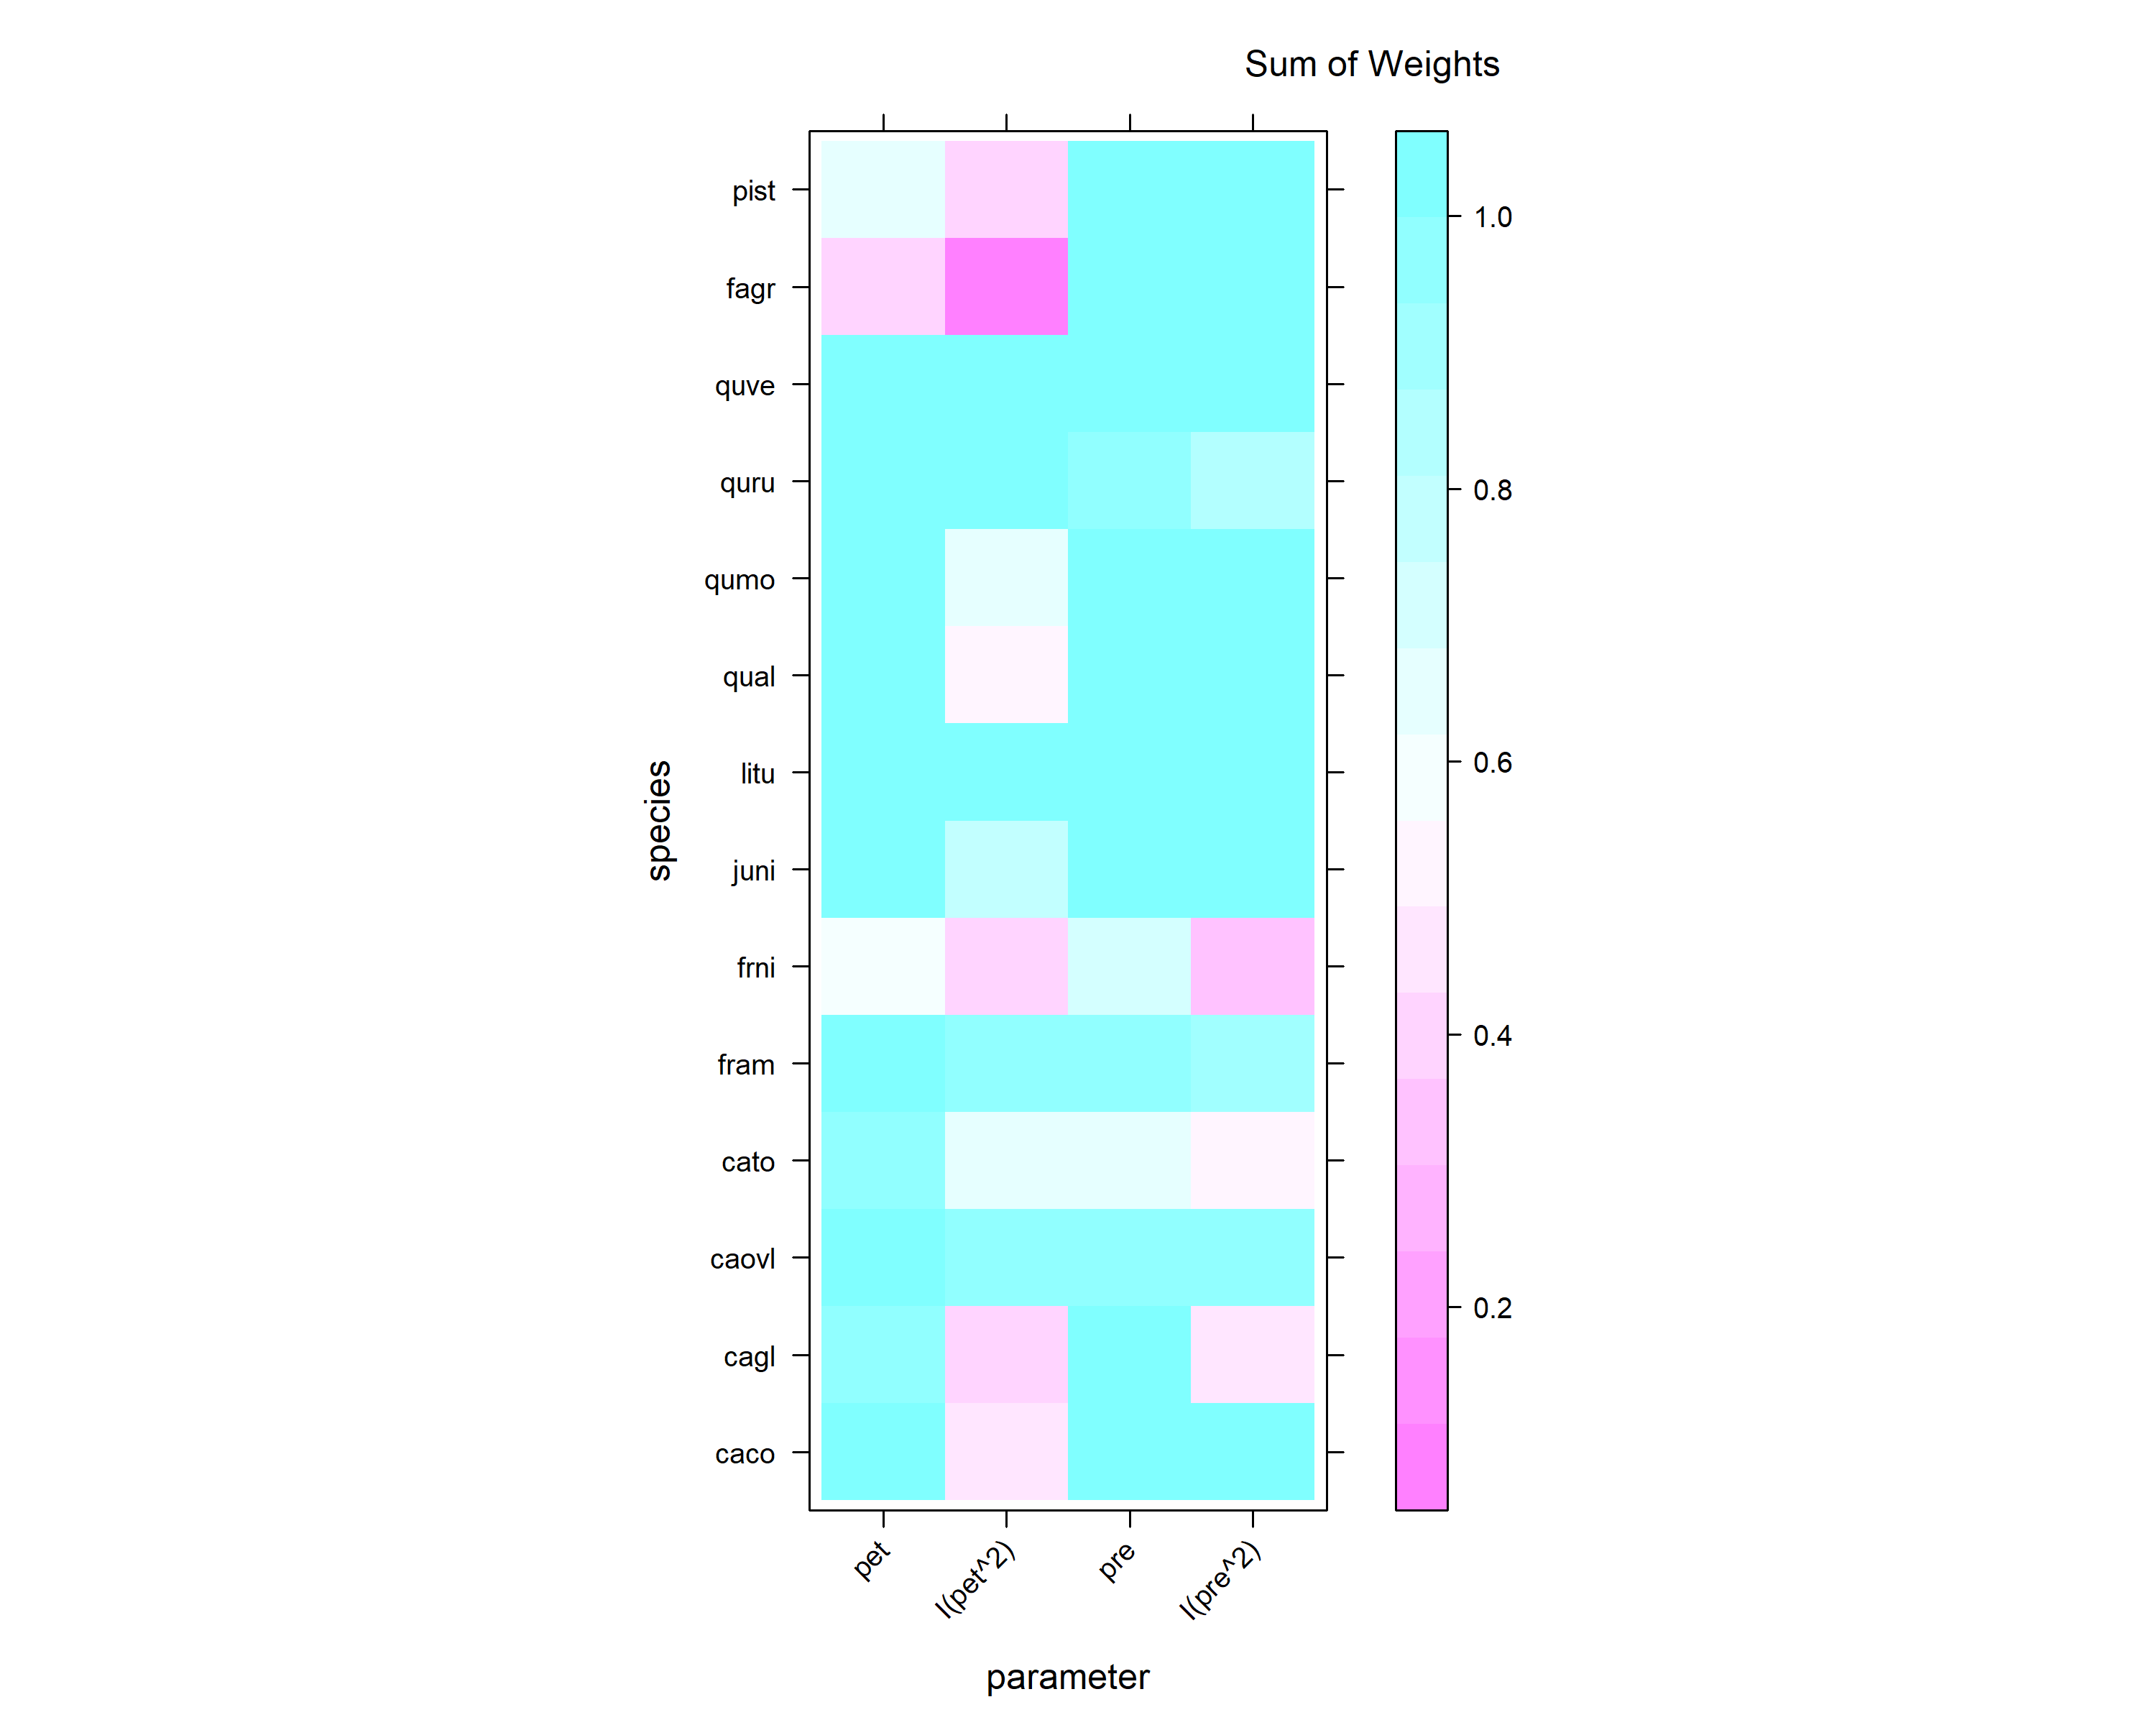 Sum of Weights
pist
fagr
quve
quru
qumo
qual
litu
juni
frni
fram
cato
caovl
cagl
caco
species
1.0
0.8
0.6
0.4
0.2
pet
I(pet^2)
pre
I(pre^2)
parameter